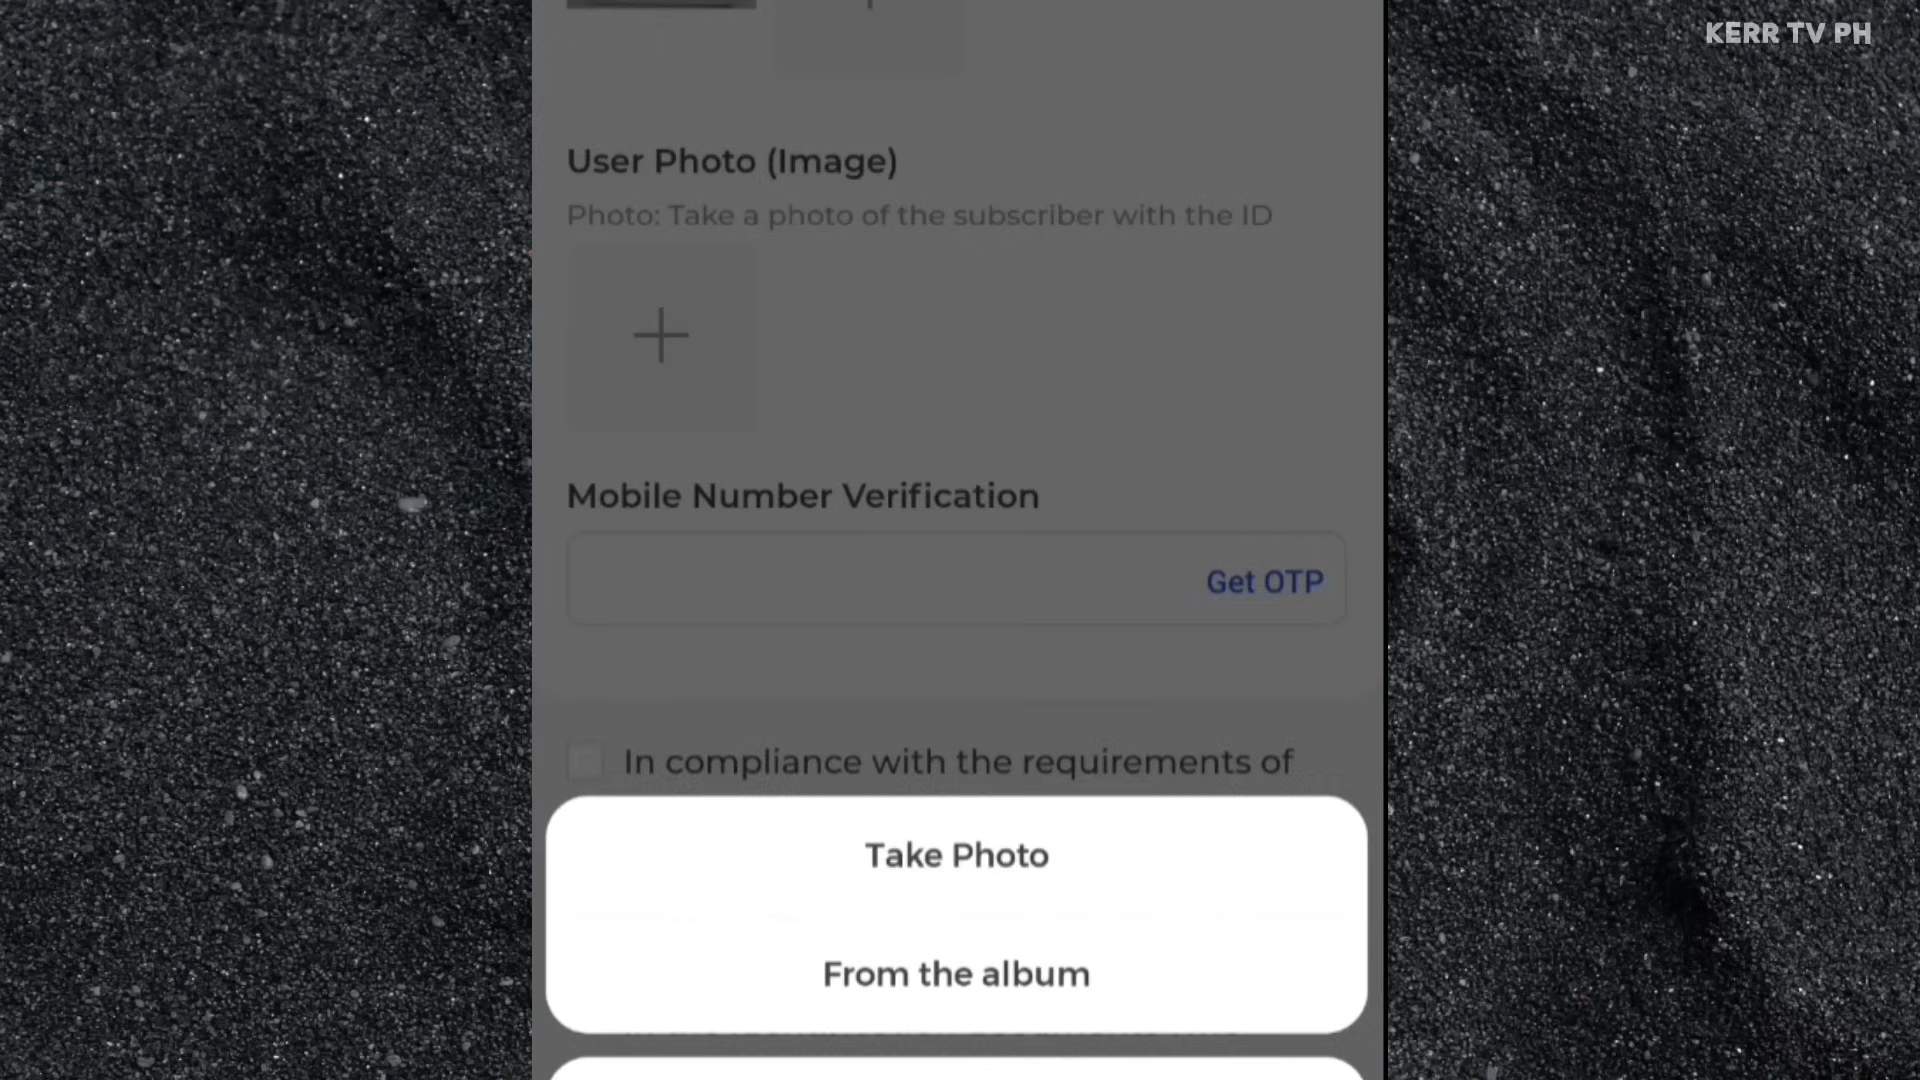 KERR TV PH
User Photo (Image)
Photo: Take a photo of the subscriber with the ID
Mobile Number Verification
Get OTP
In compliance with the requirements of
Take Photo
From the album